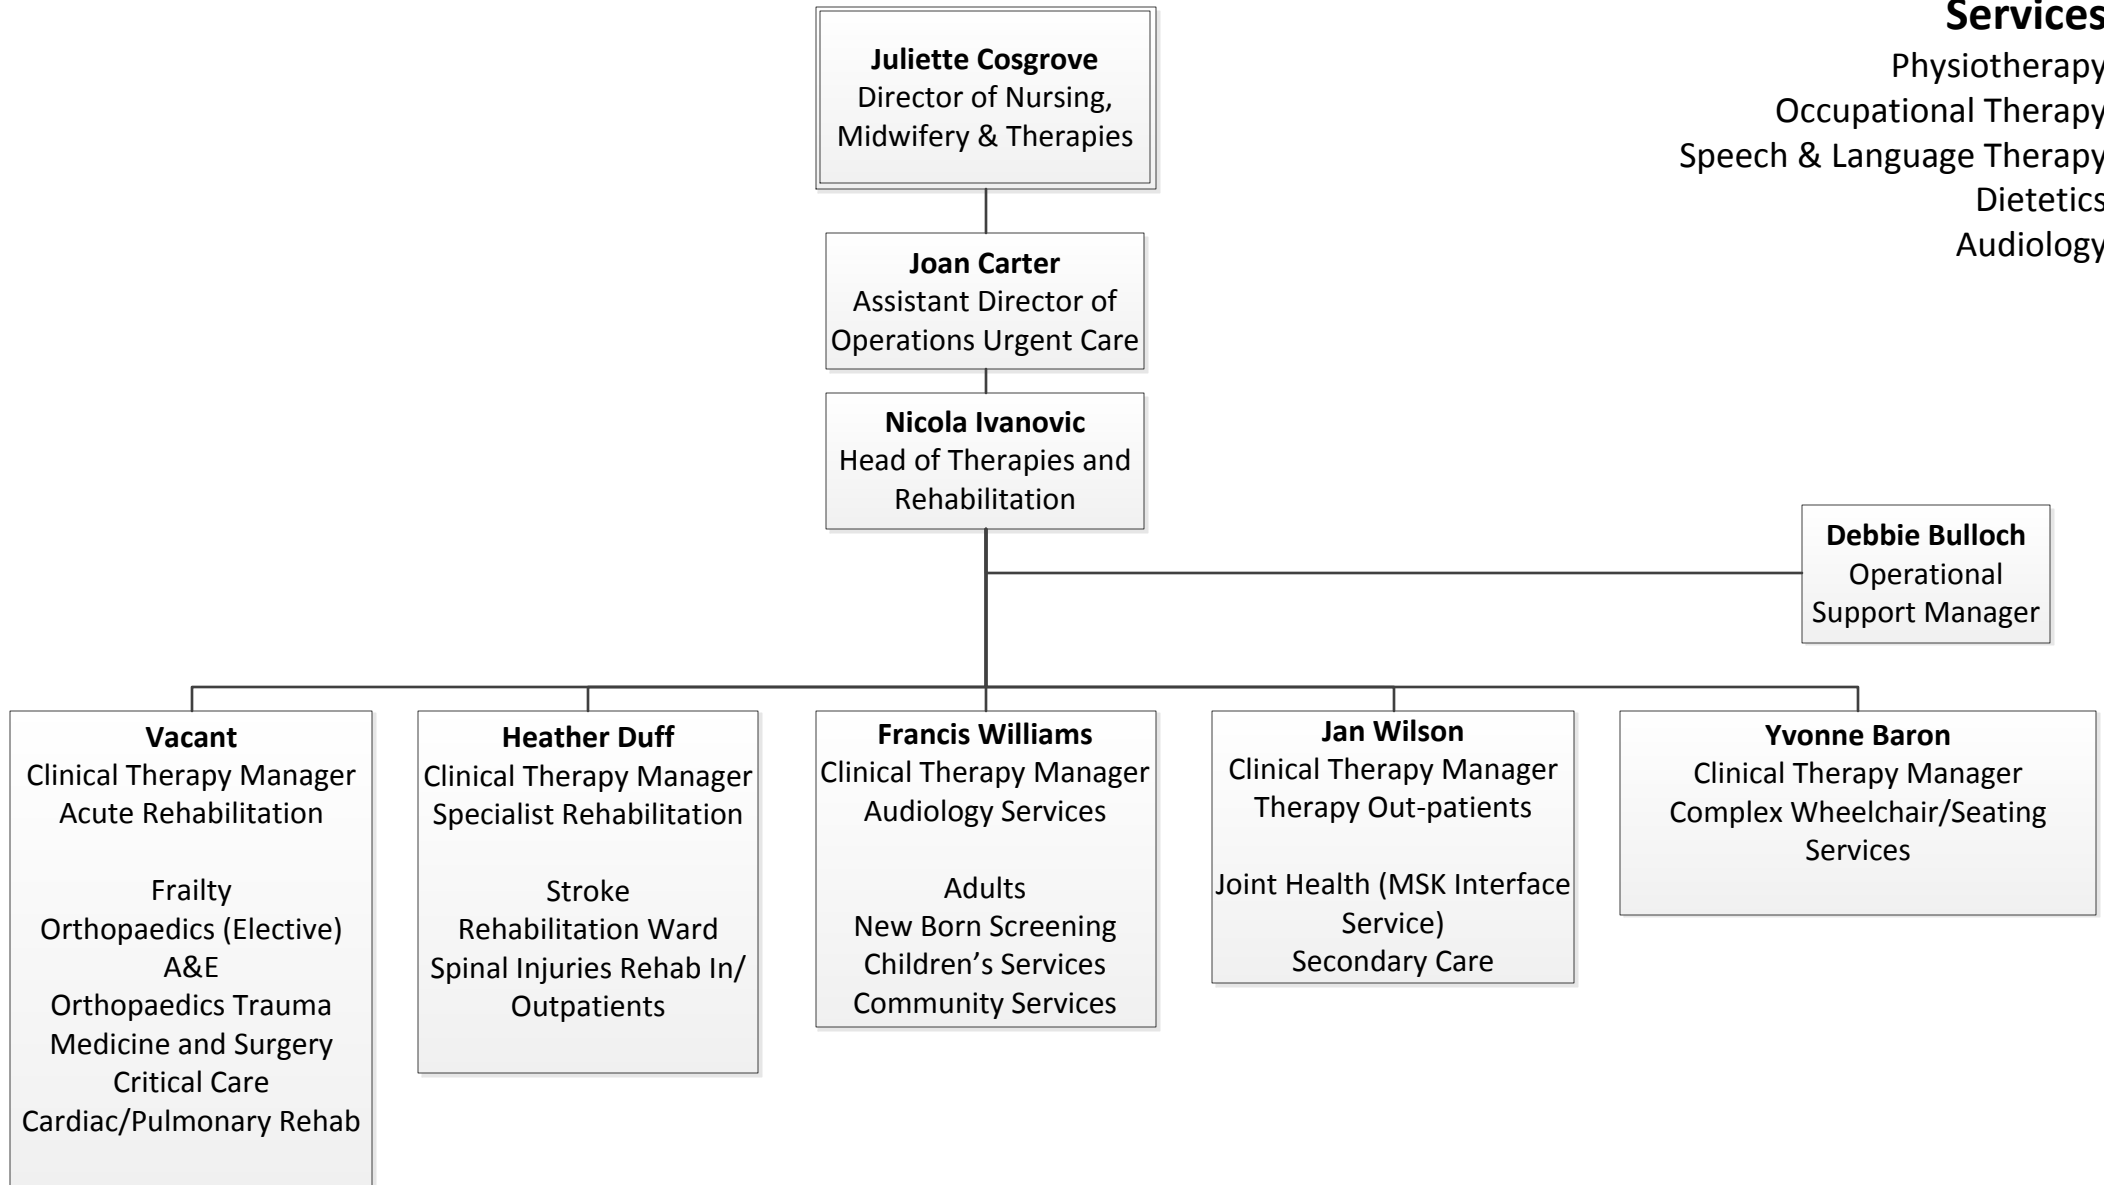 Services
Physiotherapy
Occupational Therapy
Speech & Language Therapy
Dietetics
Audiology
Juliette Cosgrove
Director of Nursing,
Midwifery & Therapies
Joan Carter
Assistant Director of
Operations Urgent Care
Nicola Ivanovic
Head of Therapies and
Rehabilitation
Debbie Bulloch
Operational
Support Manager
Vacant
Clinical Therapy Manager
Acute Rehabilitation
Frailty
Orthopaedics (Elective)
A&E
Orthopaedics Trauma
Medicine and Surgery
Critical Care
Cardiac/Pulmonary Rehab
Heather Duff
Clinical Therapy Manager
Specialist Rehabilitation
Stroke
Rehabilitation Ward
Spinal Injuries Rehab In/
Outpatients
Francis Williams
Clinical Therapy Manager
Audiology Services
Adults
New Born Screening
Children’s Services
Community Services
Jan Wilson
Clinical Therapy Manager
Therapy Out-patients
Joint Health (MSK Interface
Service)
Secondary Care
Yvonne Baron
Clinical Therapy Manager
Complex Wheelchair/Seating
Services